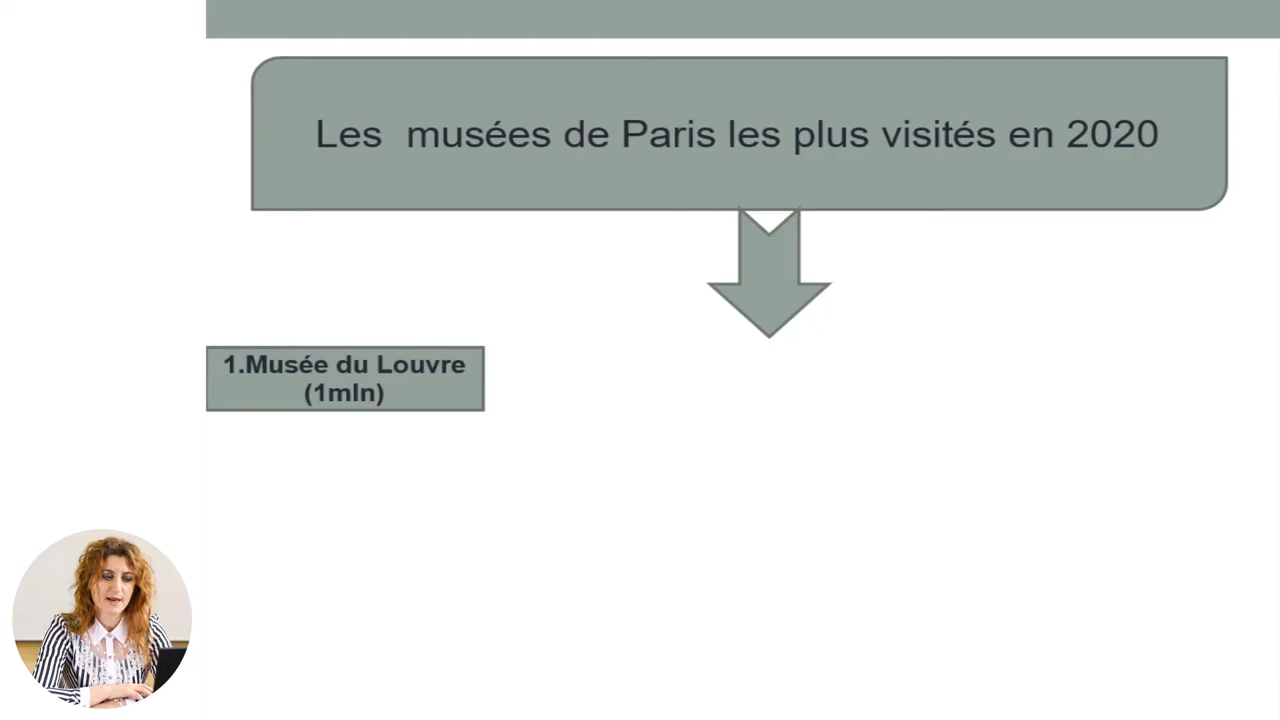 Les  musées de Paris les plus visités en 2020
1.Musée du Louvre
(1mln)